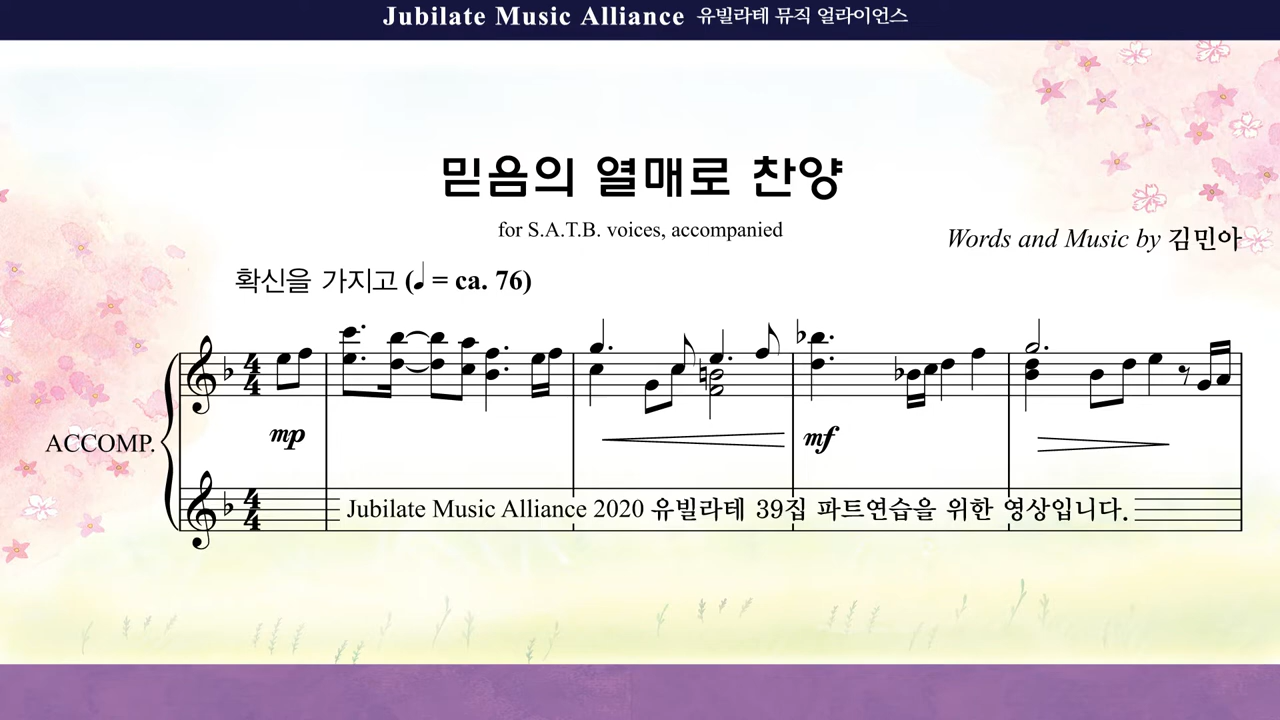 Jubilate Music Alliance 유빌라테 뮤직 얼라이언스
믿음의 열매로 찬양
for S.A.T.B. voices, accompanied
Words and Music by 김민아
확신을 가지고 (♩ = ca. 76)
ACCOMP.
mp
mf
Jubilate Music Alliance 2020 유빌라테 39집 파트연습을 위한 영상입니다.